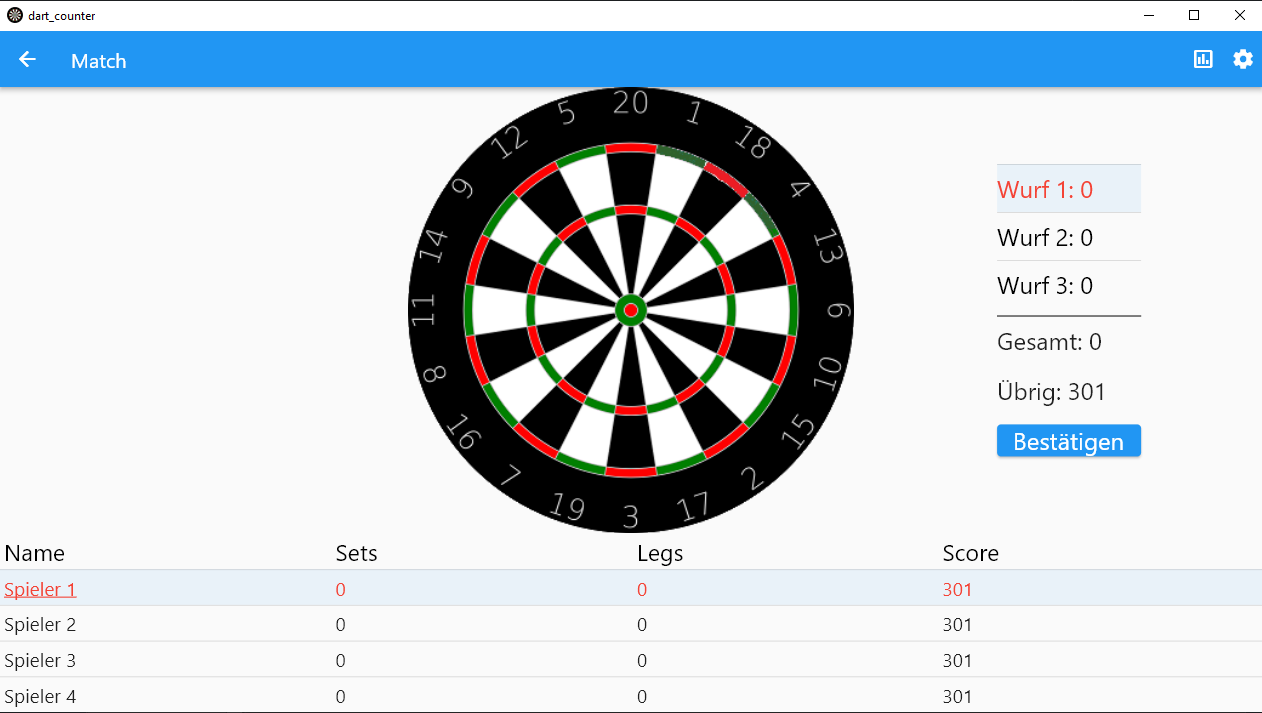 dart_counter
Match
20
1
18
4
13
9
10
15
2
17
3
19
7
16
8
11
14
9
12
5
Wurf 1: 0
Wurf 2: 0
Wurf 3: 0
Gesamt: 0
Übrig: 301
Bestätigen
Name Sets Legs Score
Spieler 1 0 0 301
Spieler 2 0 0 301
Spieler 3 0 0 301
Spieler 4 0 0 301